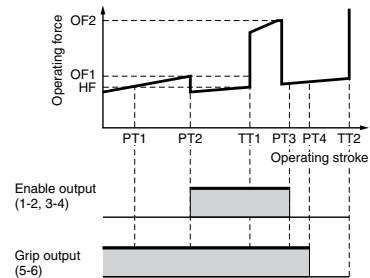 Operating force
OF2
OF1
HF
PT1 PT2 TT1 PT3 PT4 TT2
Operating stroke
Enable output
(1-2, 3-4)
Grip output
(5-6)